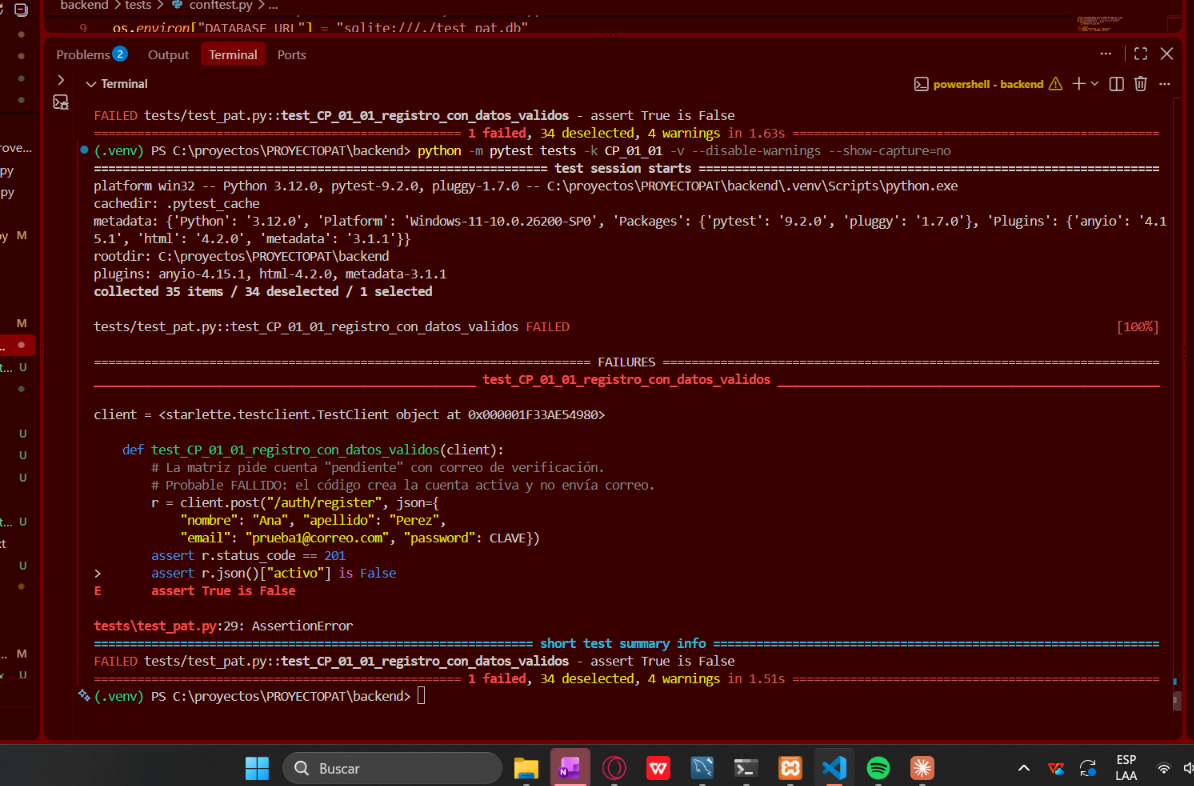 backend > tests > conftest.py > ...
9 os.environ["DATABASE_URL"] = "sqlite:///./test_pat.db"
Problems 2 Output Terminal Ports
Terminal
powershell - backend
FAILED tests/test_pat.py::test_CP_01_01_registro_con_datos_validos - assert True is False
1 failed, 34 deselected, 4 warnings in 1.63s
(.venv) PS C:\proyectos\PROYECTOPAT\backend> python -m pytest tests -k CP_01_01 -v --disable-warnings --show-capture=no
test session starts
platform win32 -- Python 3.12.0, pytest-9.2.0, pluggy-1.7.0 -- C:\proyectos\PROYECTOPAT\backend\.venv\Scripts\python.exe
cachedir: .pytest_cache
metadata: {'Python': '3.12.0', 'Platform': 'Windows-11-10.0.26200-SP0', 'Packages': {'pytest': '9.2.0', 'pluggy': '1.7.0'}, 'Plugins': {'anyio': '4.1
5.1', 'html': '4.2.0', 'metadata': '3.1.1'}}
rootdir: C:\proyectos\PROYECTOPAT\backend
plugins: anyio-4.15.1, html-4.2.0, metadata-3.1.1
collected 35 items / 34 deselected / 1 selected
tests/test_pat.py::test_CP_01_01_registro_con_datos_validos FAILED [100%]
FAILURES
test_CP_01_01_registro_con_datos_validos
client = <starlette.testclient.TestClient object at 0x000001F33AE54980>
def test_CP_01_01_registro_con_datos_validos(client):
# La matriz pide cuenta "pendiente" con correo de verificación.
# Probable FALLIDO: el código crea la cuenta activa y no envía correo.
r = client.post("/auth/register", json={
"nombre": "Ana", "apellido": "Perez",
"email": "prueba1@correo.com", "password": CLAVE})
assert r.status_code == 201
> assert r.json()["activo"] is False
E assert True is False
tests\test_pat.py:29: AssertionError
short test summary info
FAILED tests/test_pat.py::test_CP_01_01_registro_con_datos_validos - assert True is False
1 failed, 34 deselected, 4 warnings in 1.51s
(.venv) PS C:\proyectos\PROYECTOPAT\backend>
Buscar
ESP
LAA